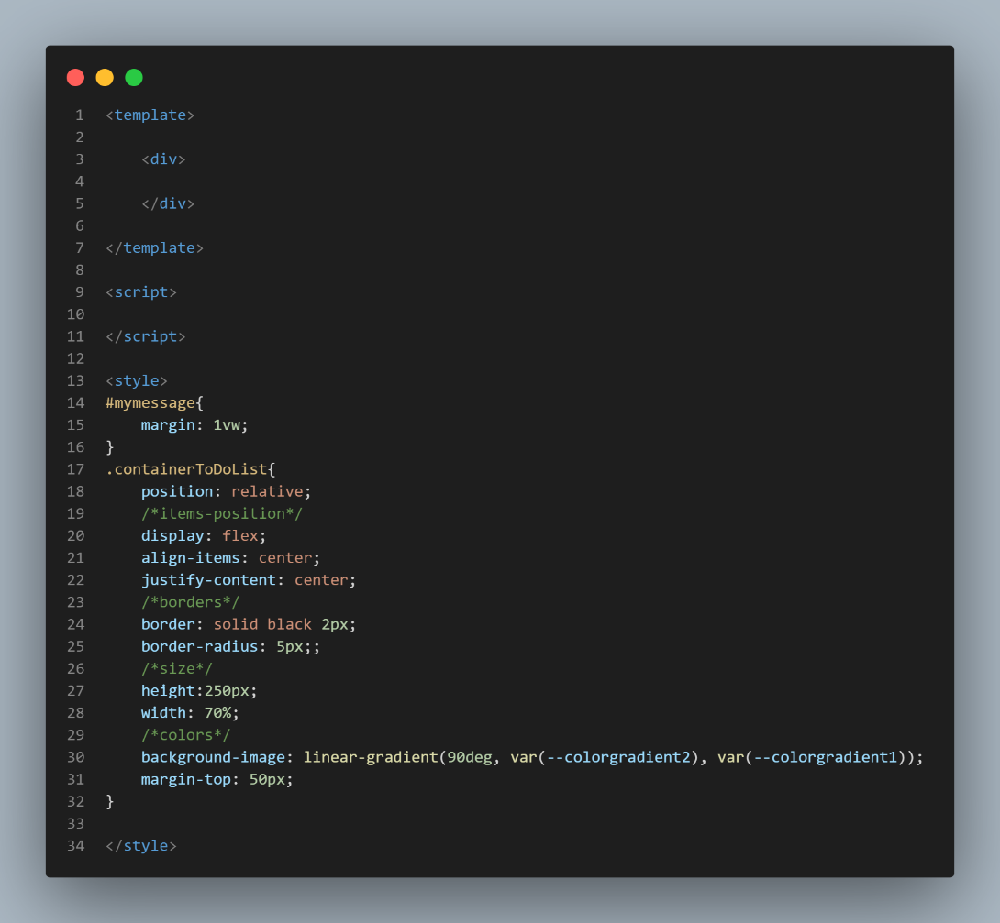 1 <template>
2
3     <div>
4
5     </div>
6
7 </template>
8
9 <script>
10
11 </script>
12
13 <style>
14 #mymessage{
15     margin: 1vw;
16 }
17 .containerToDoList{
18     position: relative;
19     /*items-position*/
20     display: flex;
21     align-items: center;
22     justify-content: center;
23     /*borders*/
24     border: solid black 2px;
25     border-radius: 5px;;
26     /*size*/
27     height:250px;
28     width: 70%;
29     /*colors*/
30     background-image: linear-gradient(90deg, var(--colorgradient2), var(--colorgradient1));
31     margin-top: 50px;
32 }
33
34 </style>